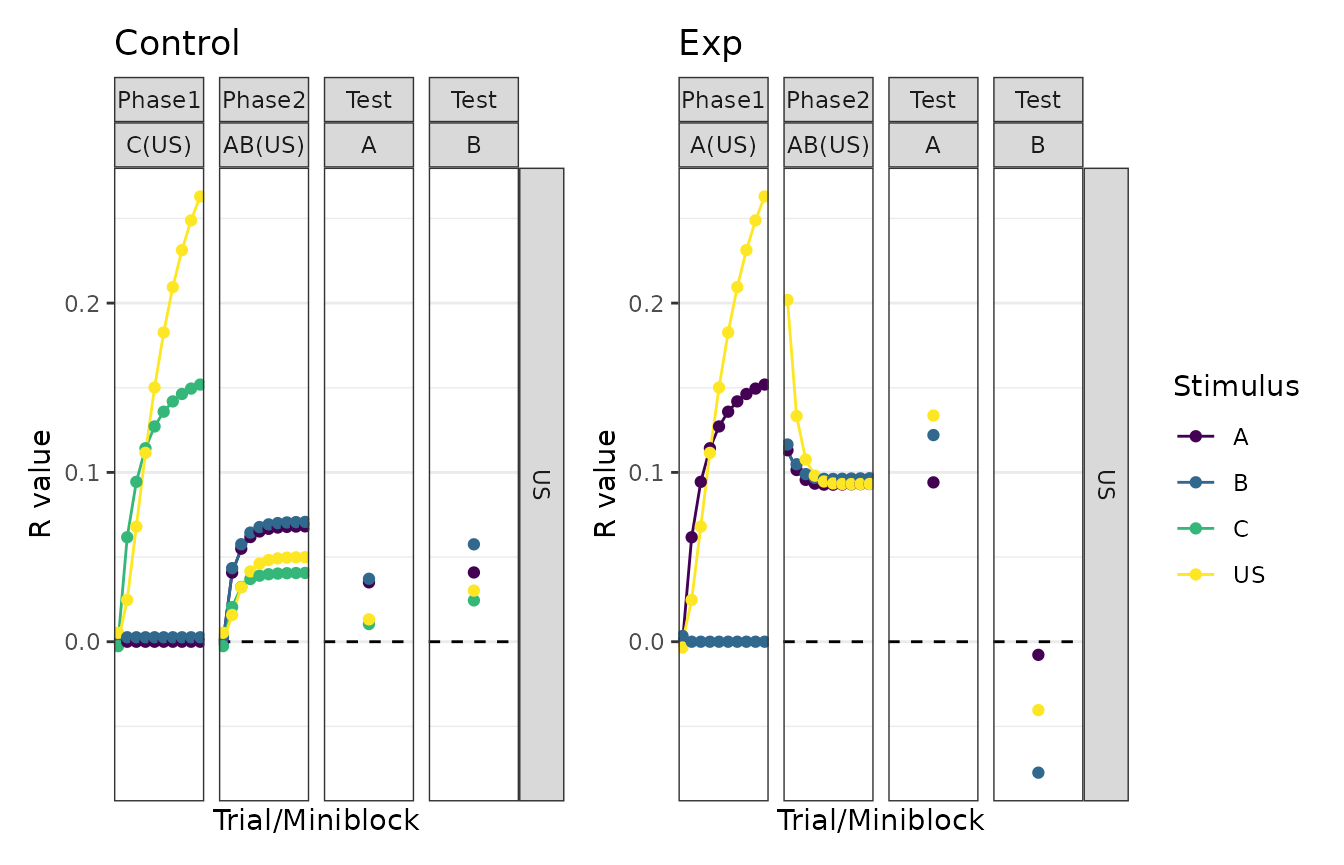 Control
Phase1 Phase2 Test Test
C(US) AB(US) A B
0.2
0.1
0.0
R value
US
Trial/Miniblock
Exp
Phase1 Phase2 Test Test
A(US) AB(US) A B
0.2
0.1
0.0
R value
US
Trial/Miniblock
Stimulus
A
B
C
US